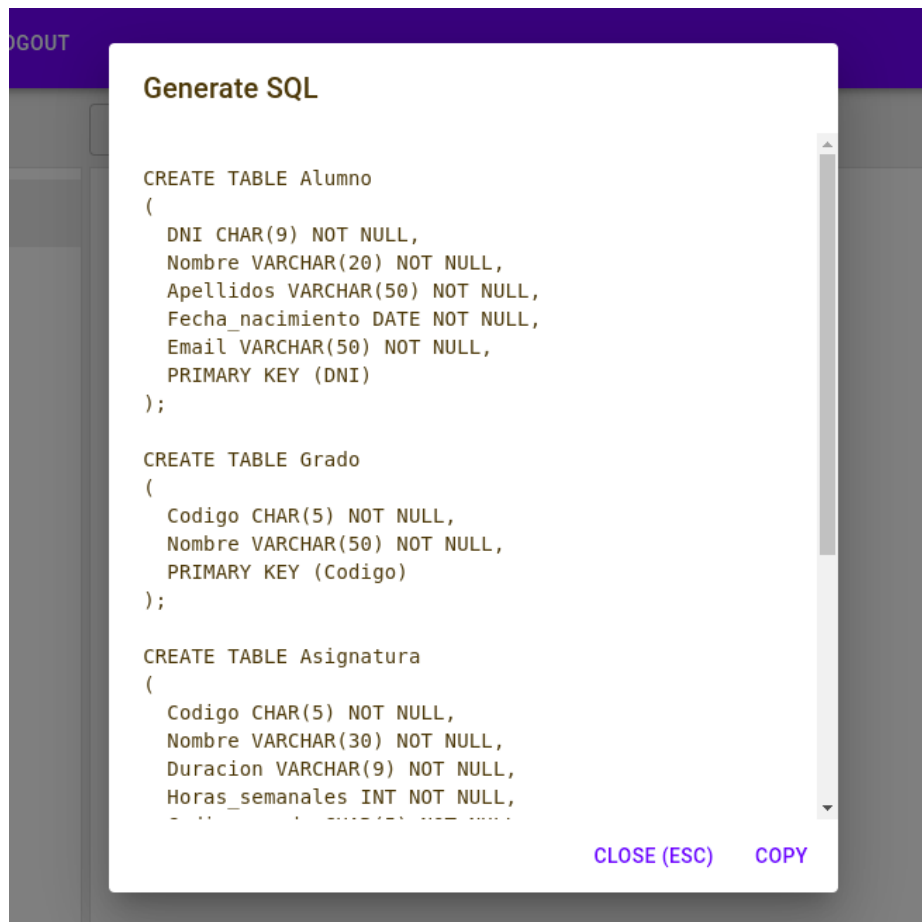 OGOUT
Generate SQL
CREATE TABLE Alumno
(
  DNI CHAR(9) NOT NULL,
  Nombre VARCHAR(20) NOT NULL,
  Apellidos VARCHAR(50) NOT NULL,
  Fecha_nacimiento DATE NOT NULL,
  Email VARCHAR(50) NOT NULL,
  PRIMARY KEY (DNI)
);
CREATE TABLE Grado
(
  Codigo CHAR(5) NOT NULL,
  Nombre VARCHAR(50) NOT NULL,
  PRIMARY KEY (Codigo)
);
CREATE TABLE Asignatura
(
  Codigo CHAR(5) NOT NULL,
  Nombre VARCHAR(30) NOT NULL,
  Duracion VARCHAR(9) NOT NULL,
  Horas_semanales INT NOT NULL,
CLOSE (ESC) COPY